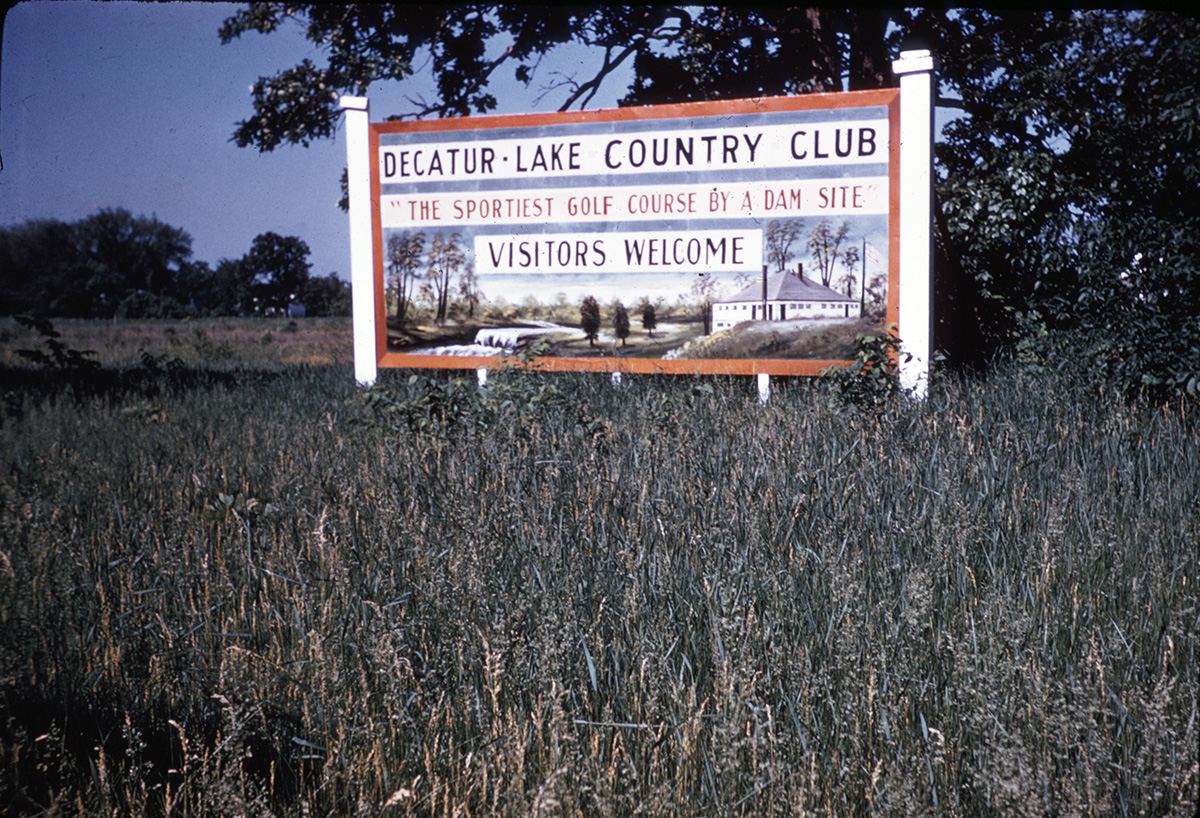 DECATUR · LAKE COUNTRY CLUB
"THE SPORTIEST GOLF COURSE BY A DAM SITE"
VISITORS WELCOME